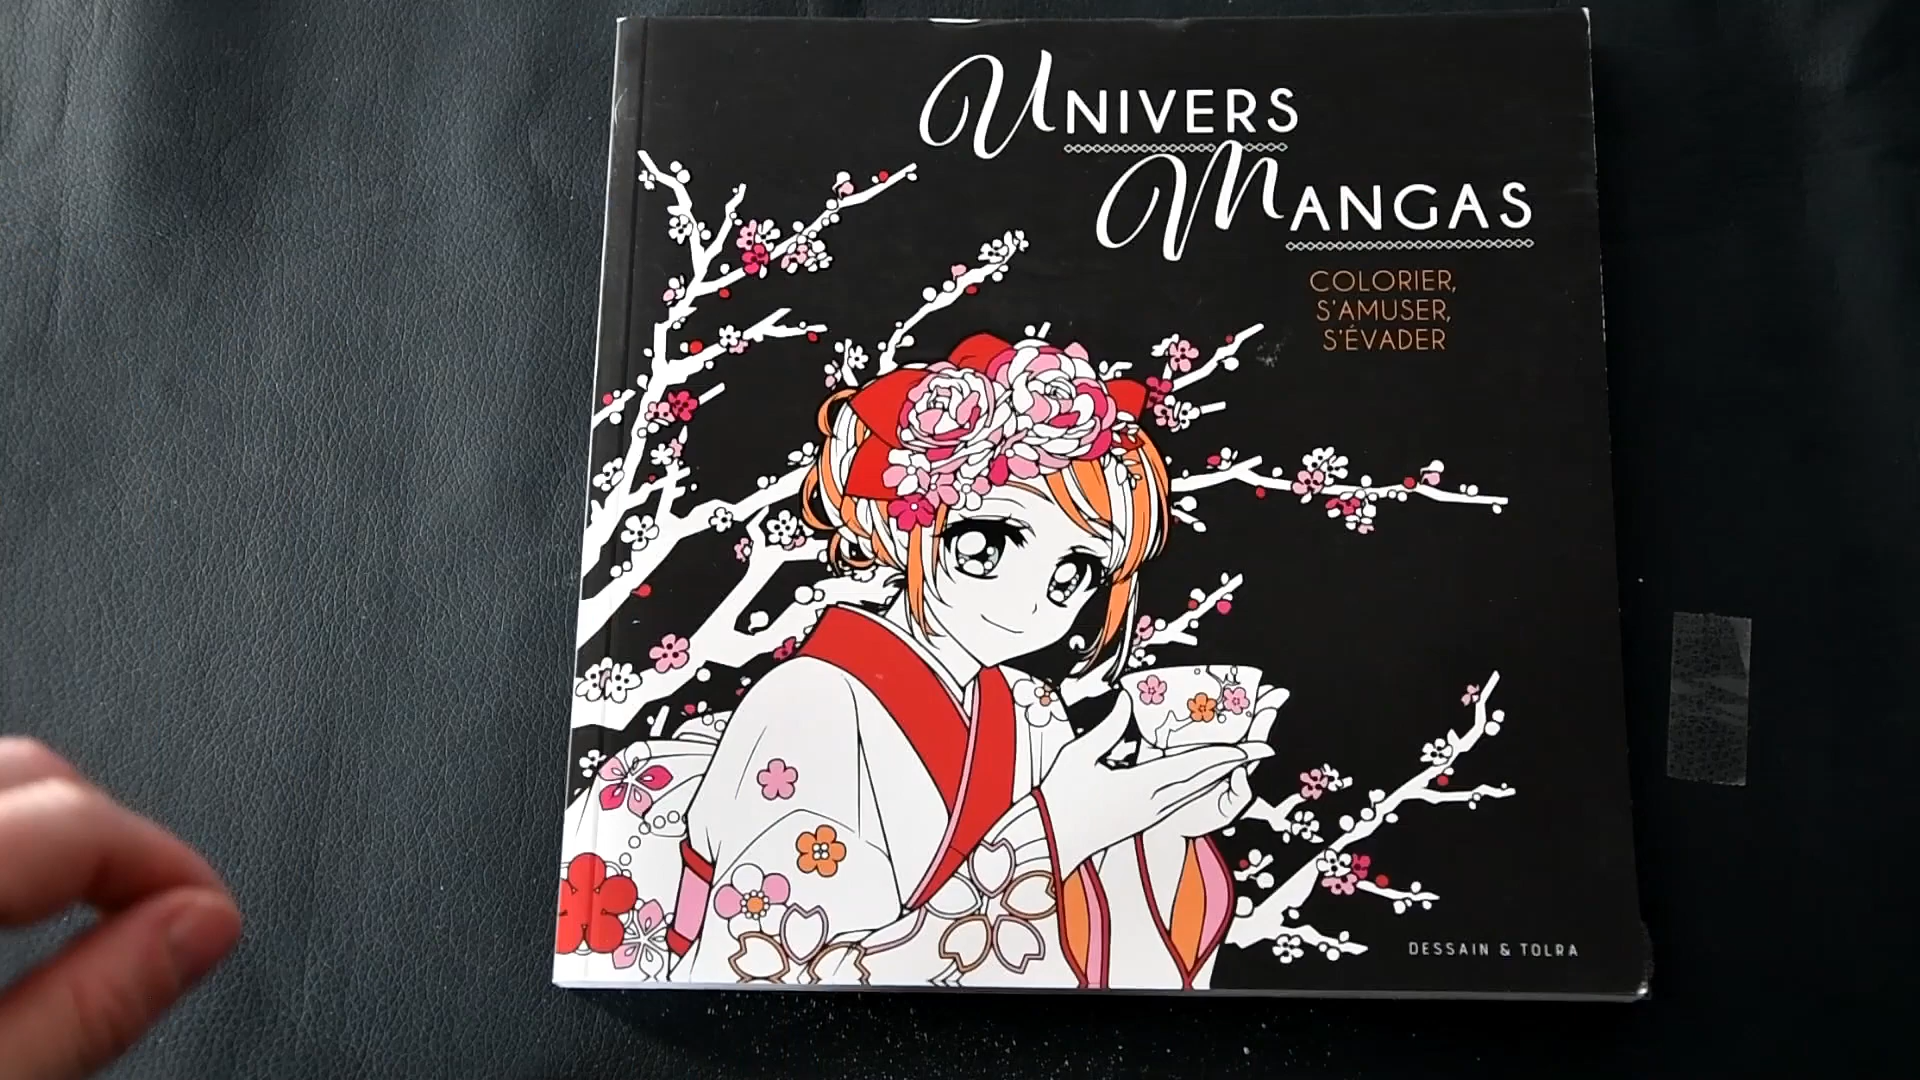 UNIVERS
MANGAS
COLORIER,
S'AMUSER,
S'ÉVADER
DESSAIN & TOLRA